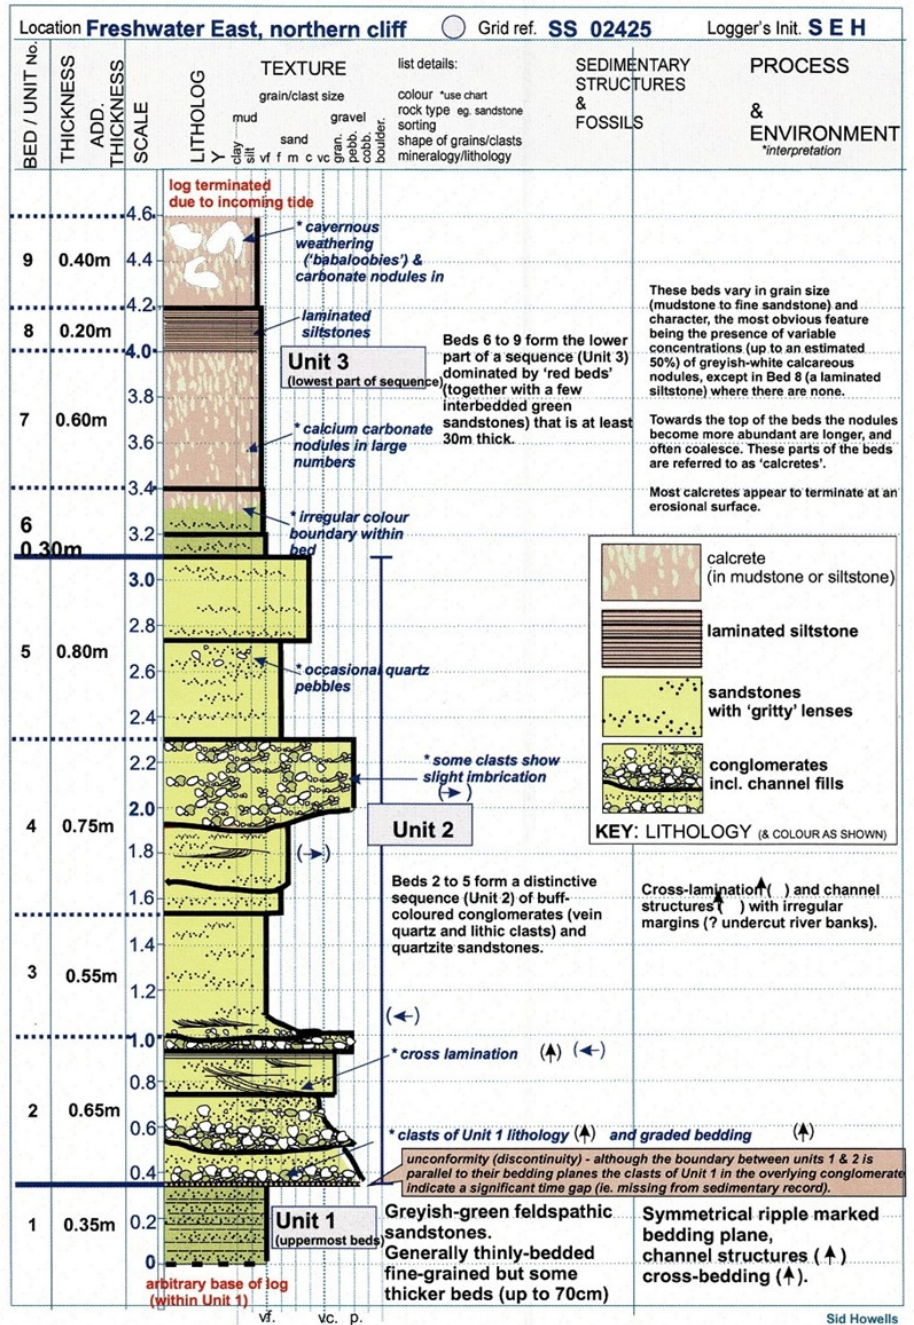 Location Freshwater East, northern cliff Grid ref. SS 02425 Logger's Init. S E H
BED / UNIT No.
THICKNESS
ADD. THICKNESS
SCALE
LITHOLOG
Y
TEXTURE
grain/clast size
mud
sand
gravel
clay
silt
vf
f
m
c
vc
gran.
pebb.
cobb.
boulder.
list details:
colour *use chart
rock type eg. sandstone
sorting
shape of grains/clasts
mineralogy/lithology
SEDIMENTARY
STRUCTURES
&
FOSSILS
PROCESS
&
ENVIRONMENT
*interpretation
log terminated
due to incoming tide
4.6
4.4
4.2
4.0
3.8
3.6
3.4
3.2
3.0
2.8
2.6
2.4
2.2
2.0
1.8
1.6
1.4
1.2
1.0
0.8
0.6
0.4
0.2
0
9 0.40m
8 0.20m
7 0.60m
6
0.30m
5 0.80m
4 0.75m
3 0.55m
2 0.65m
1 0.35m
* cavernous
weathering
('babaloobies') &
carbonate nodules in
laminated
siltstones
Unit 3
(lowest part of sequence)
* calcium carbonate
nodules in large
numbers
* irregular colour
boundary within
bed
Beds 6 to 9 form the lower
part of a sequence (Unit 3)
dominated by 'red beds'
(together with a few
interbedded green
sandstones) that is at least
30m thick.
These beds vary in grain size
(mudstone to fine sandstone) and
character, the most obvious feature
being the presence of variable
concentrations (up to an estimated
50%) of greyish-white calcareous
nodules, except in Bed 8 (a laminated
siltstone) where there are none.
Towards the top of the beds the nodules
become more abundant are longer, and
often coalesce. These parts of the beds
are referred to as 'calcretes'.
Most calcretes appear to terminate at an
erosional surface.
calcrete
(in mudstone or siltstone)
laminated siltstone
sandstones
with 'gritty' lenses
conglomerates
incl. channel fills
KEY: LITHOLOGY (& COLOUR AS SHOWN)
* occasional quartz
pebbles
* some clasts show
slight imbrication
(→)
Unit 2
(→)
Beds 2 to 5 form a distinctive
sequence (Unit 2) of buff-
coloured conglomerates (vein
quartz and lithic clasts) and
quartzite sandstones.
Cross-lamination ( ) and channel
structures ( ) with irregular
margins (? undercut river banks).
(←)
* cross lamination (↑) (←)
* clasts of Unit 1 lithology (↑) and graded bedding (↑)
unconformity (discontinuity) - although the boundary between units 1 & 2 is
parallel to their bedding planes the clasts of Unit 1 in the overlying conglomerate
indicate a significant time gap (ie. missing from sedimentary record).
Unit 1
(uppermost beds)
Greyish-green feldspathic
sandstones.
Generally thinly-bedded
fine-grained but some
thicker beds (up to 70cm)
Symmetrical ripple marked
bedding plane,
channel structures (↑)
cross-bedding (↑).
arbitrary base of log
(within Unit 1)
vf. vc. p.
Sid Howells